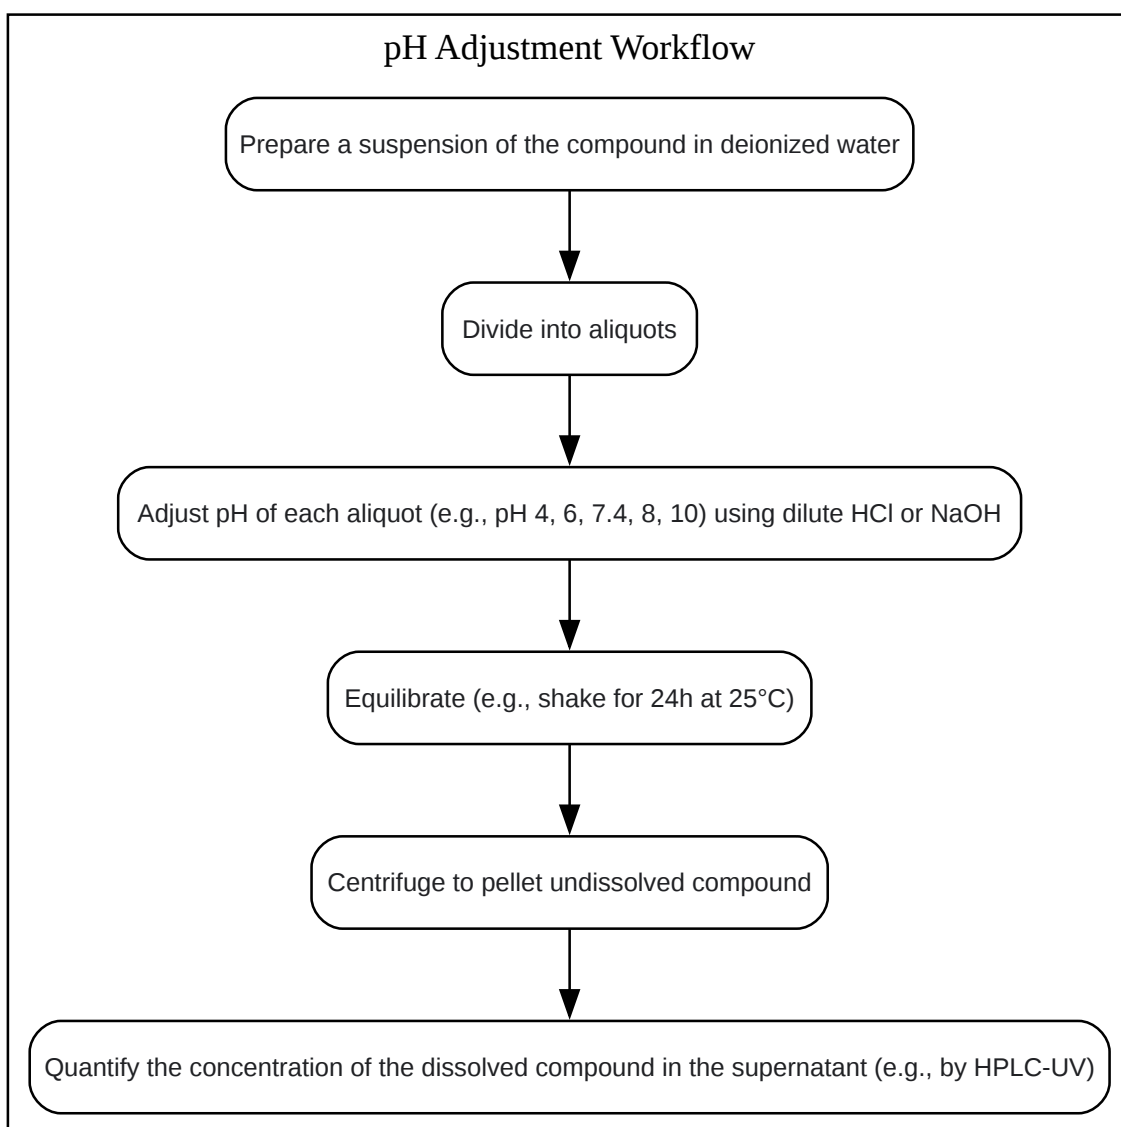 pH Adjustment Workflow
Prepare a suspension of the compound in deionized water
Divide into aliquots
Adjust pH of each aliquot (e.g., pH 4, 6, 7.4, 8, 10) using dilute HCl or NaOH
Equilibrate (e.g., shake for 24h at 25°C)
Centrifuge to pellet undissolved compound
Quantify the concentration of the dissolved compound in the supernatant (e.g., by HPLC-UV)